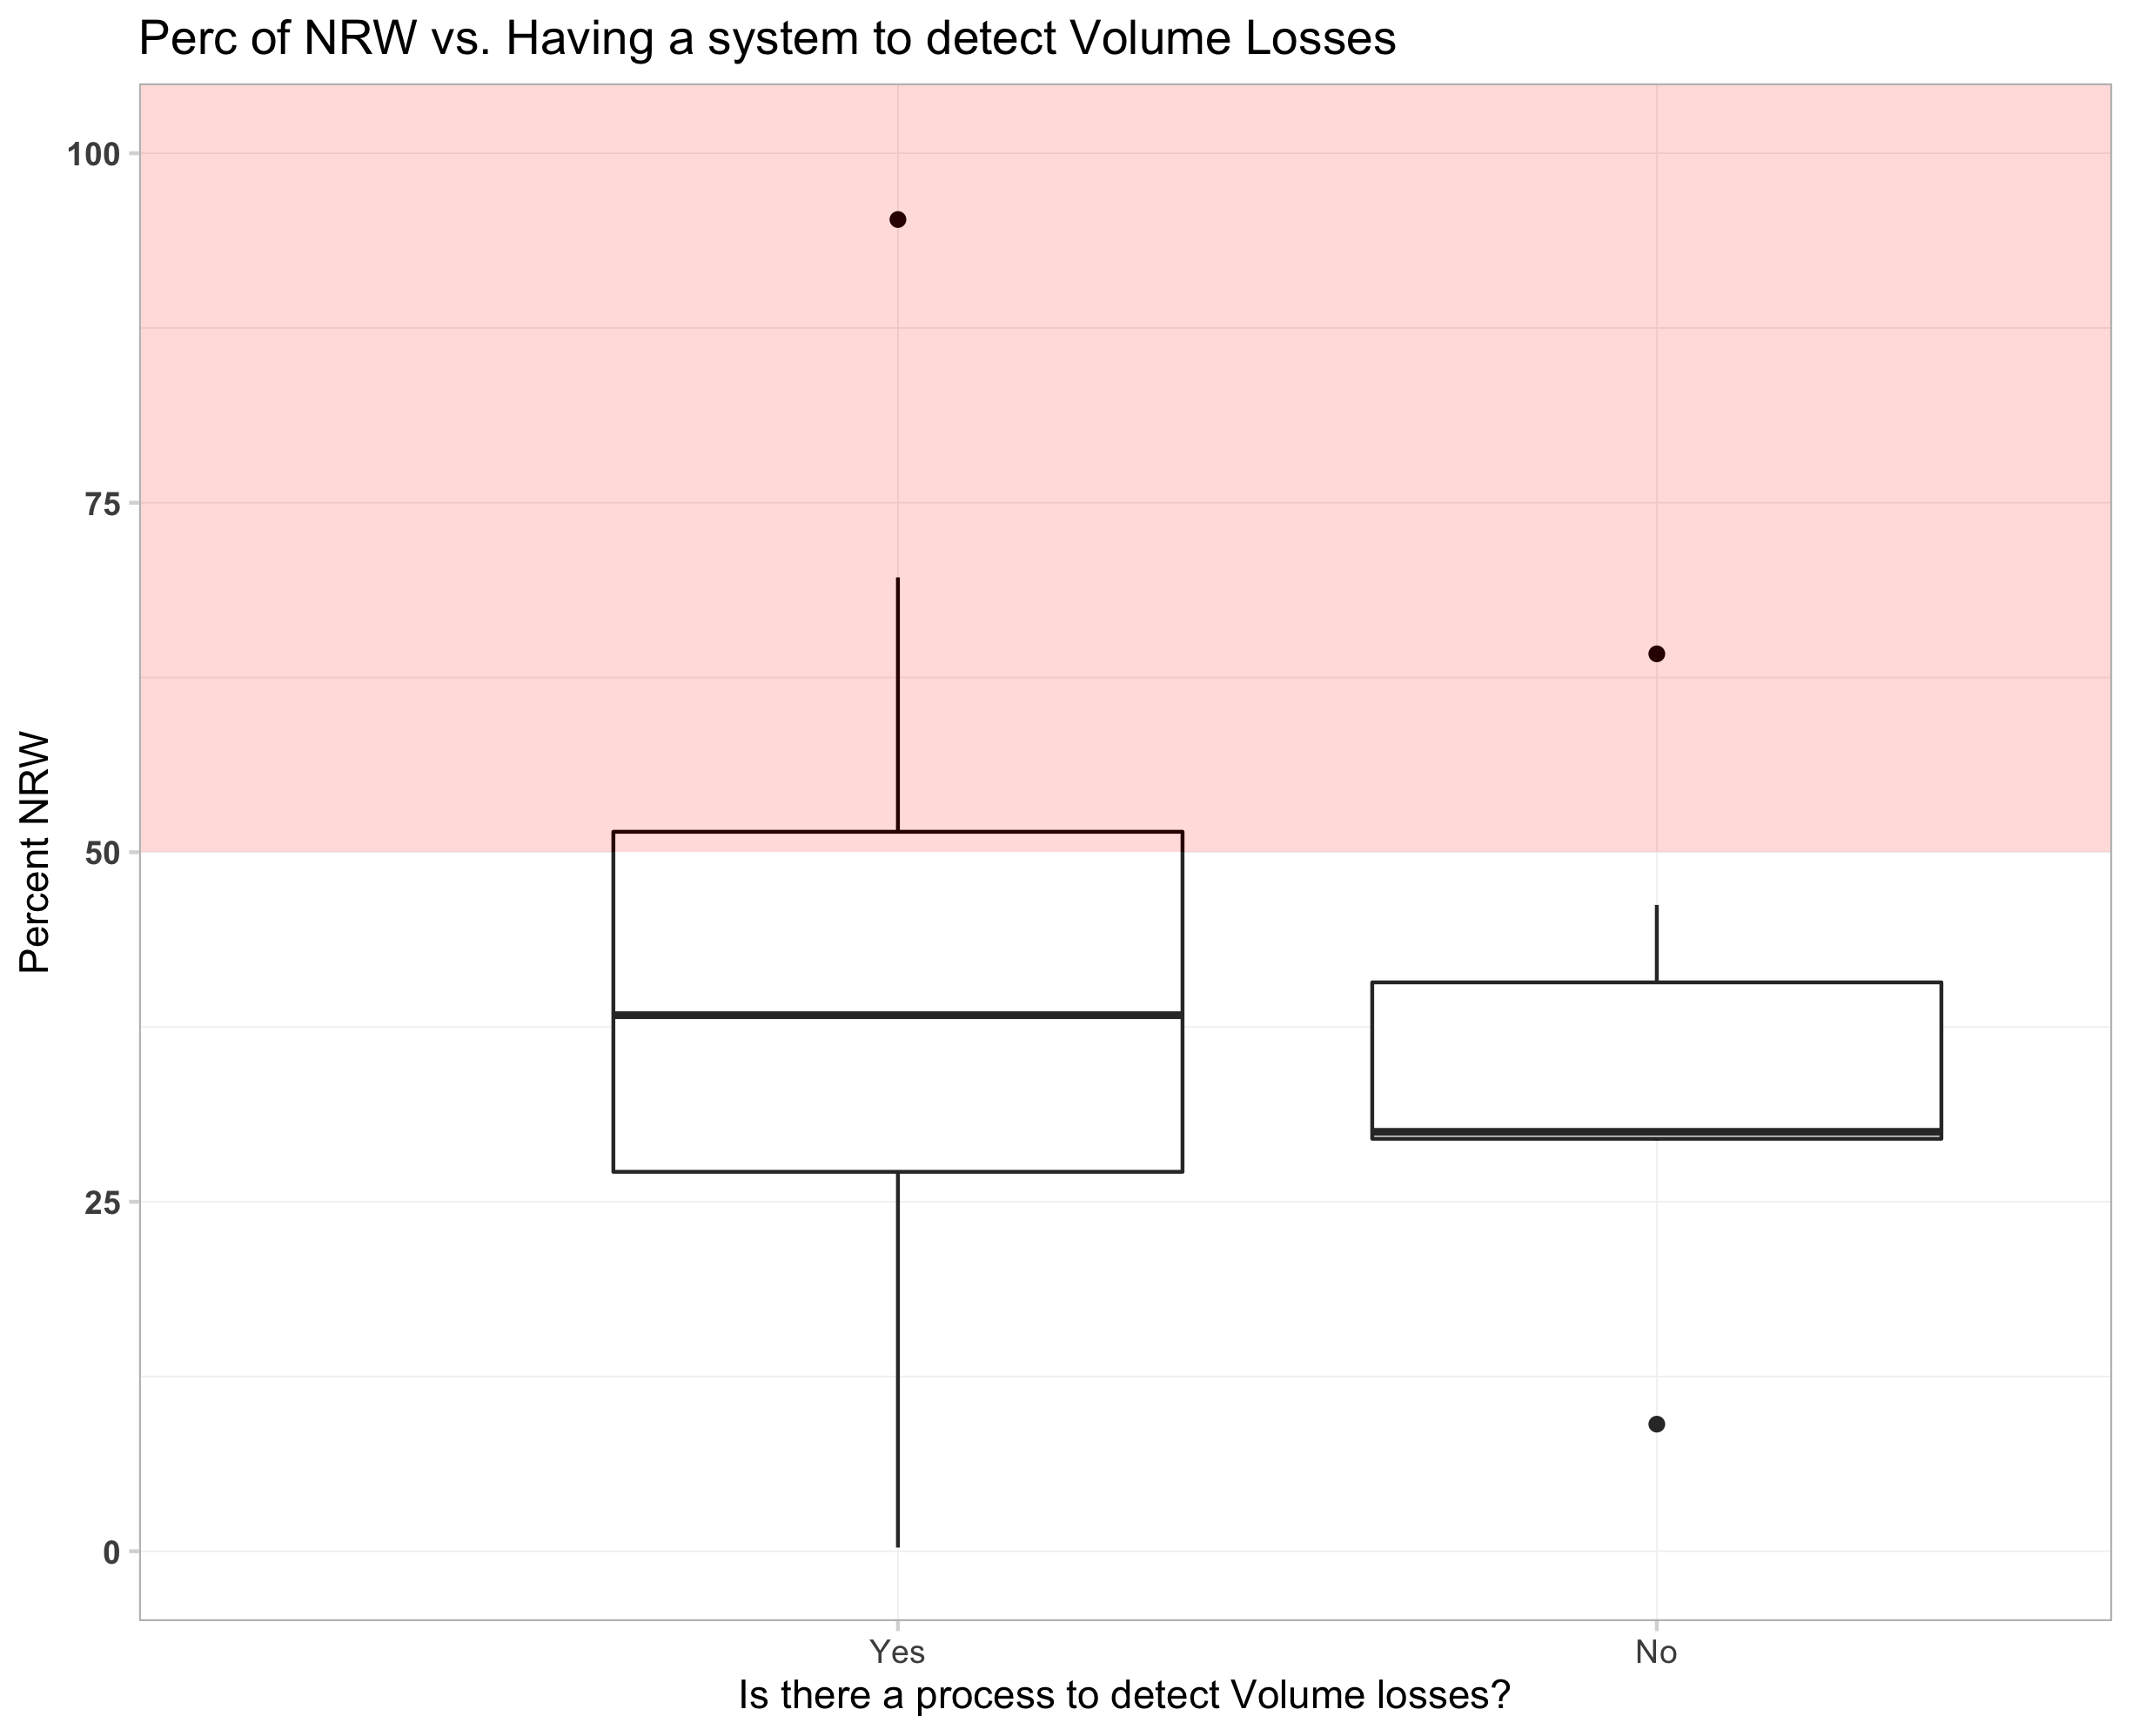 Perc of NRW vs. Having a system to detect Volume Losses
100
75
50
25
0
Percent NRW
Yes No
Is there a process to detect Volume losses?